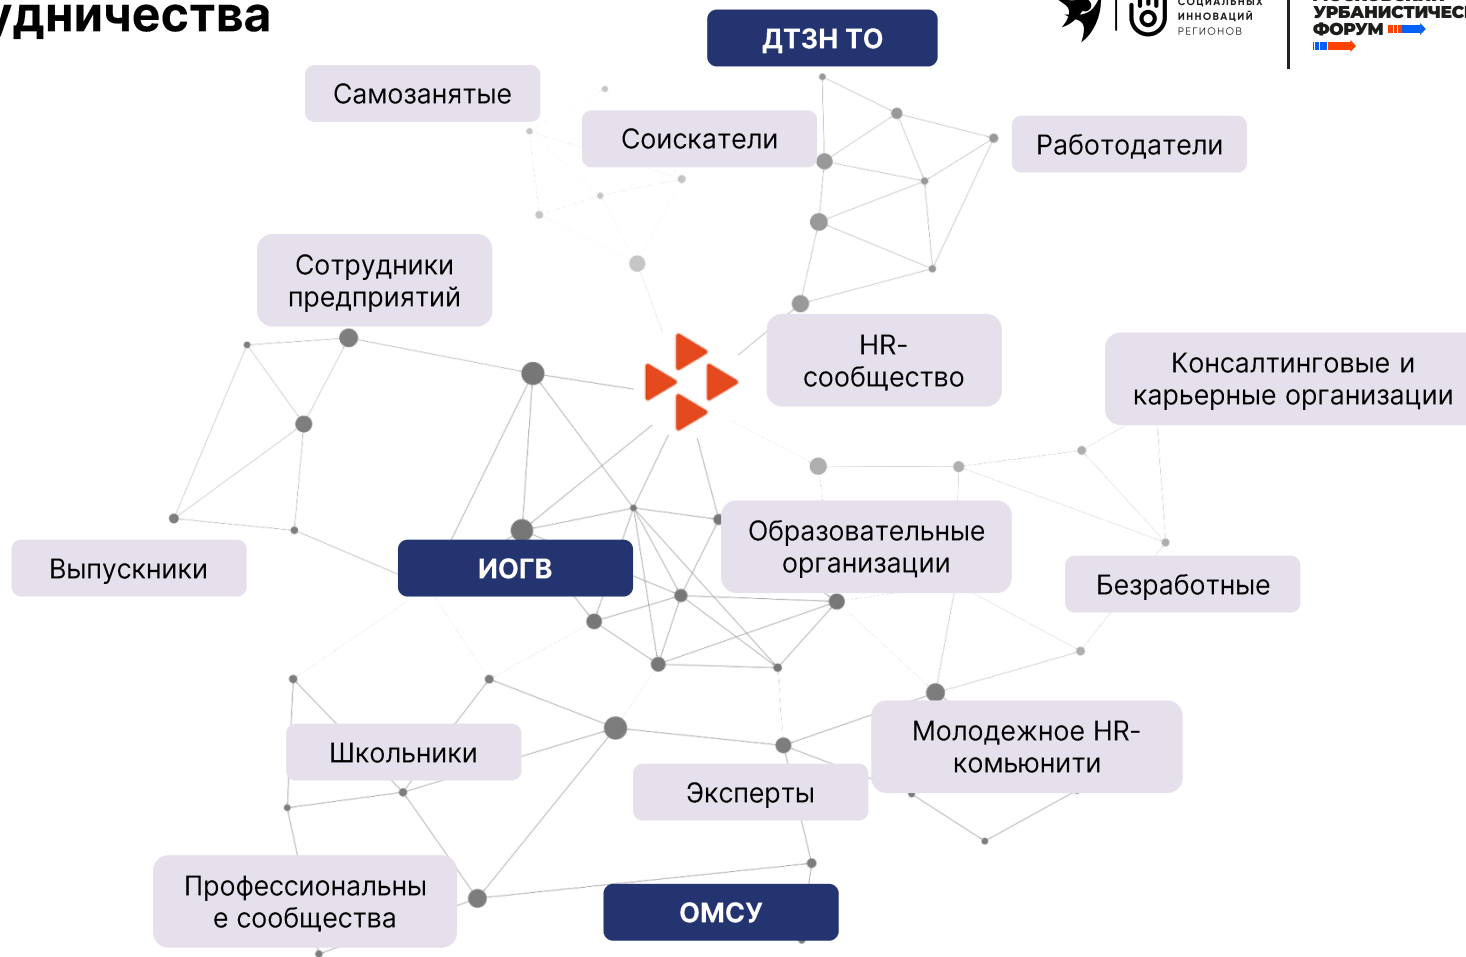 удничества
ДТЗН ТО
СОЦИАЛЬНЫХ
ИННОВАЦИЙ
РЕГИОНОВ
ФОРУМ
Самозанятые
Соискатели
Работодатели
Сотрудники
предприятий
HR-
сообщество
Консалтинговые и
карьерные организации
Образовательные
организации
Выпускники
ИОГВ
Безработные
Школьники
Молодежное HR-
комьюнити
Эксперты
Профессиональны
е сообщества
ОМСУ